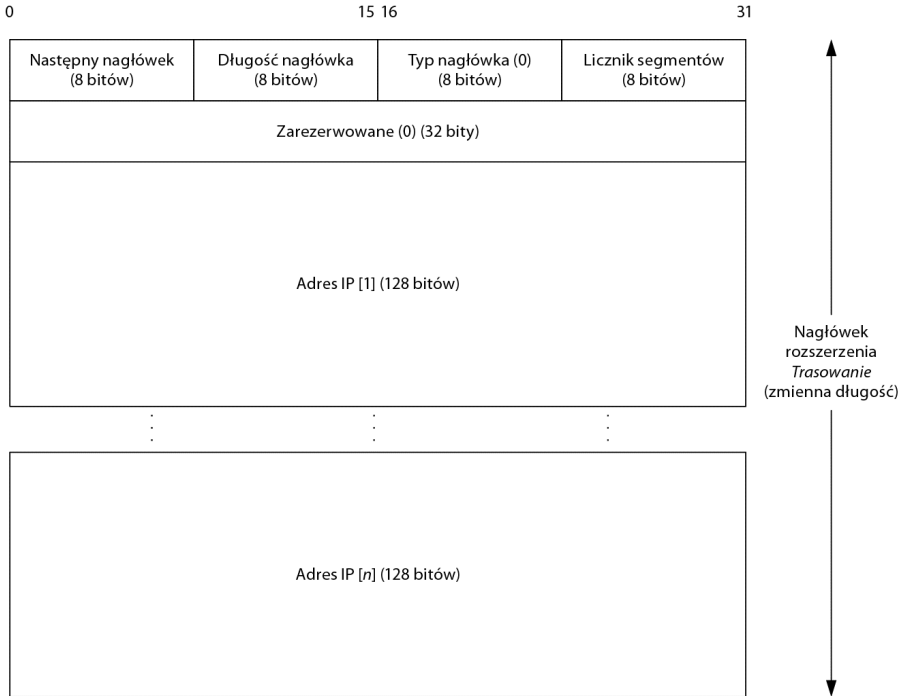 0 15 16 31
Następny nagłówek
(8 bitów)
Długość nagłówka
(8 bitów)
Typ nagłówka (0)
(8 bitów)
Licznik segmentów
(8 bitów)
Zarezerwowane (0) (32 bity)
Adres IP [1] (128 bitów)
Nagłówek
rozszerzenia
Trasowanie
(zmienna długość)
Adres IP [n] (128 bitów)